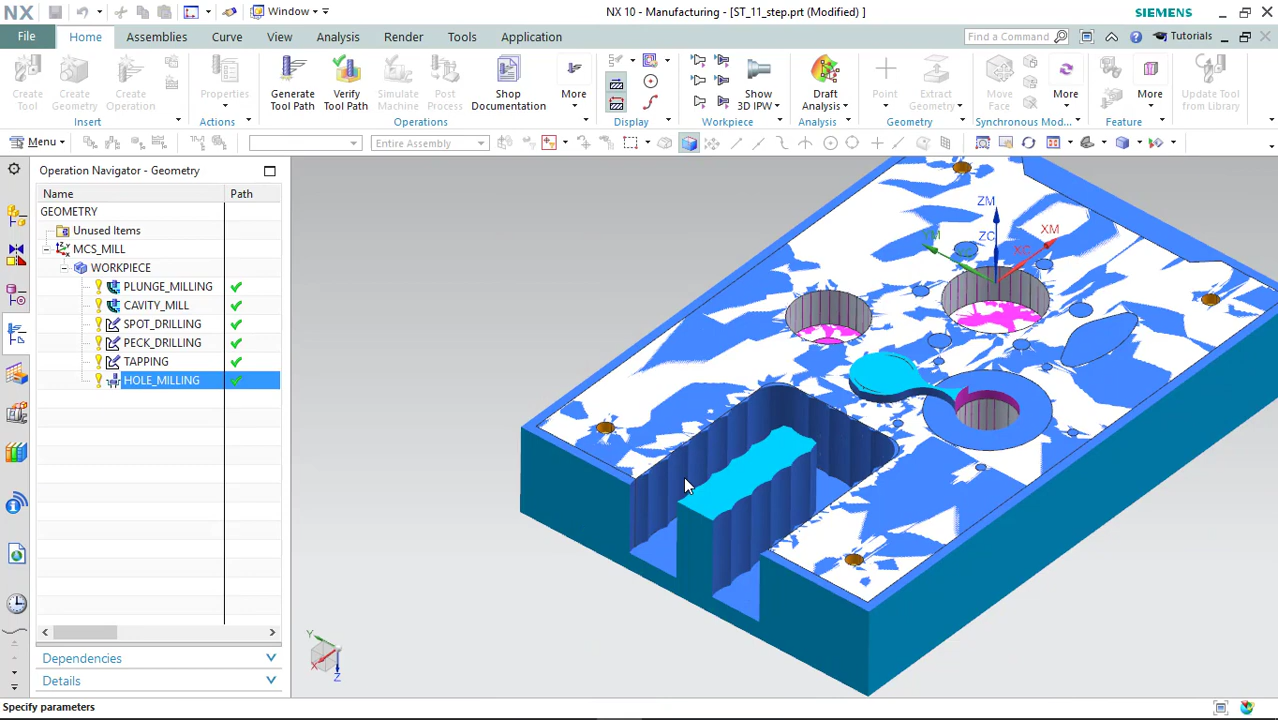 NX
Window
NX 10 - Manufacturing - [ST_11_step.prt (Modified) ]
SIEMENS
File
Home
Assemblies
Curve
View
Analysis
Render
Tools
Application
Find a Command
Tutorials
Create Tool
Create Geometry
Create Operation
Properties
Generate Tool Path
Verify Tool Path
Simulate Machine
Post Process
Shop Documentation
More
Show 3D IPW
Draft Analysis
Point
Extract Geometry
Move Face
More
More
Update Tool from Library
Insert
Actions
Operations
Display
Workpiece
Analysis
Geometry
Synchronous Mod...
Feature
Menu
Entire Assembly
Operation Navigator - Geometry
Name
Path
GEOMETRY
Unused Items
MCS_MILL
WORKPIECE
PLUNGE_MILLING
CAVITY_MILL
SPOT_DRILLING
PECK_DRILLING
TAPPING
HOLE_MILLING
Dependencies
Details
Specify parameters
ZM
XM
YM
ZC
XC
Y
X
Z